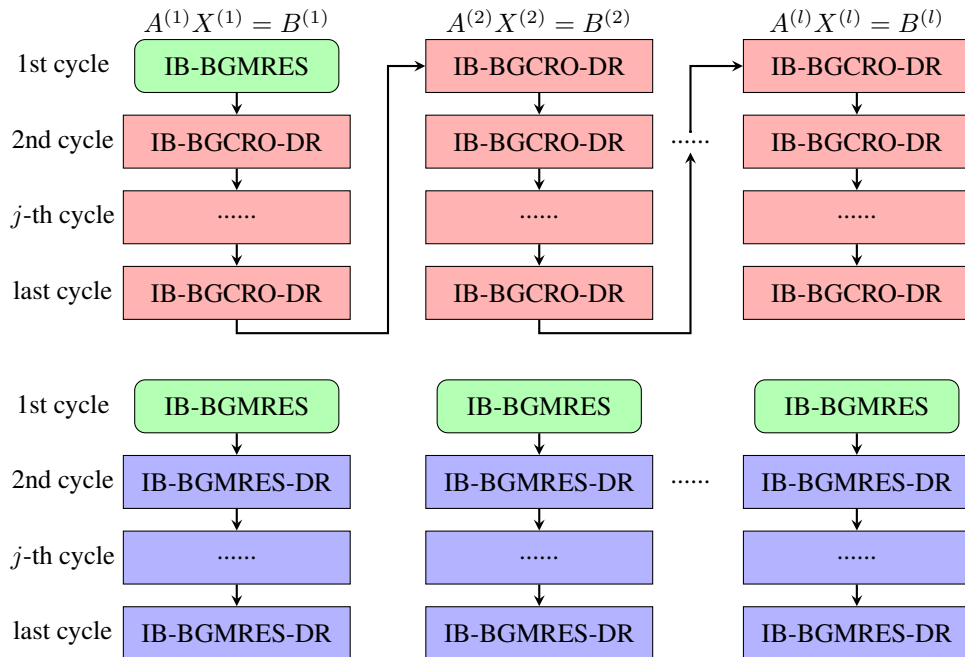 A^{(1)}X^{(1)} = B^{(1)} A^{(2)}X^{(2)} = B^{(2)} A^{(l)}X^{(l)} = B^{(l)}
1st cycle IB-BGMRES IB-BGCRO-DR IB-BGCRO-DR
2nd cycle IB-BGCRO-DR IB-BGCRO-DR ...... IB-BGCRO-DR
j-th cycle ...... ...... ......
last cycle IB-BGCRO-DR IB-BGCRO-DR IB-BGCRO-DR
1st cycle IB-BGMRES IB-BGMRES IB-BGMRES
2nd cycle IB-BGMRES-DR IB-BGMRES-DR ...... IB-BGMRES-DR
j-th cycle ...... ...... ......
last cycle IB-BGMRES-DR IB-BGMRES-DR IB-BGMRES-DR